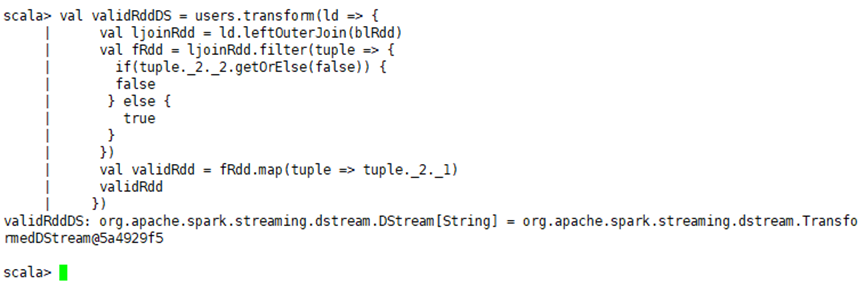 scala> val validRddDS = users.transform(ld => {
     |      val ljoinRdd = ld.leftOuterJoin(blRdd)
     |      val fRdd = ljoinRdd.filter(tuple => {
     |        if(tuple._2._2.getOrElse(false)) {
     |        false
     |       } else {
     |         true
     |       }
     |      })
     |      val validRdd = fRdd.map(tuple => tuple._2._1)
     |      validRdd
     |     })
validRddDS: org.apache.spark.streaming.dstream.DStream[String] = org.apache.spark.streaming.dstream.Transfo
rmedDStream@5a4929f5
scala>